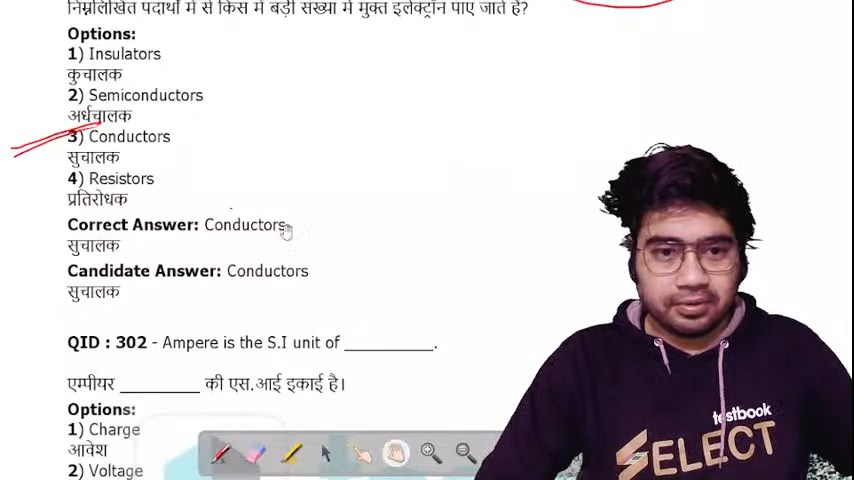 निम्नलिखित पदार्थों में से किस में बड़ी संख्या में मुक्त इलेक्ट्रॉन पाए जाते हैं?
Options:
1) Insulators
कुचालक
2) Semiconductors
अर्धचालक
3) Conductors
सुचालक
4) Resistors
प्रतिरोधक
Correct Answer: Conductors
सुचालक
Candidate Answer: Conductors
सुचालक
QID : 302 - Ampere is the S.I unit of __________.
एम्पीयर _________ की एस.आई इकाई है।
Options:
1) Charge
आवेश
2) Voltage
testbook
SELECT